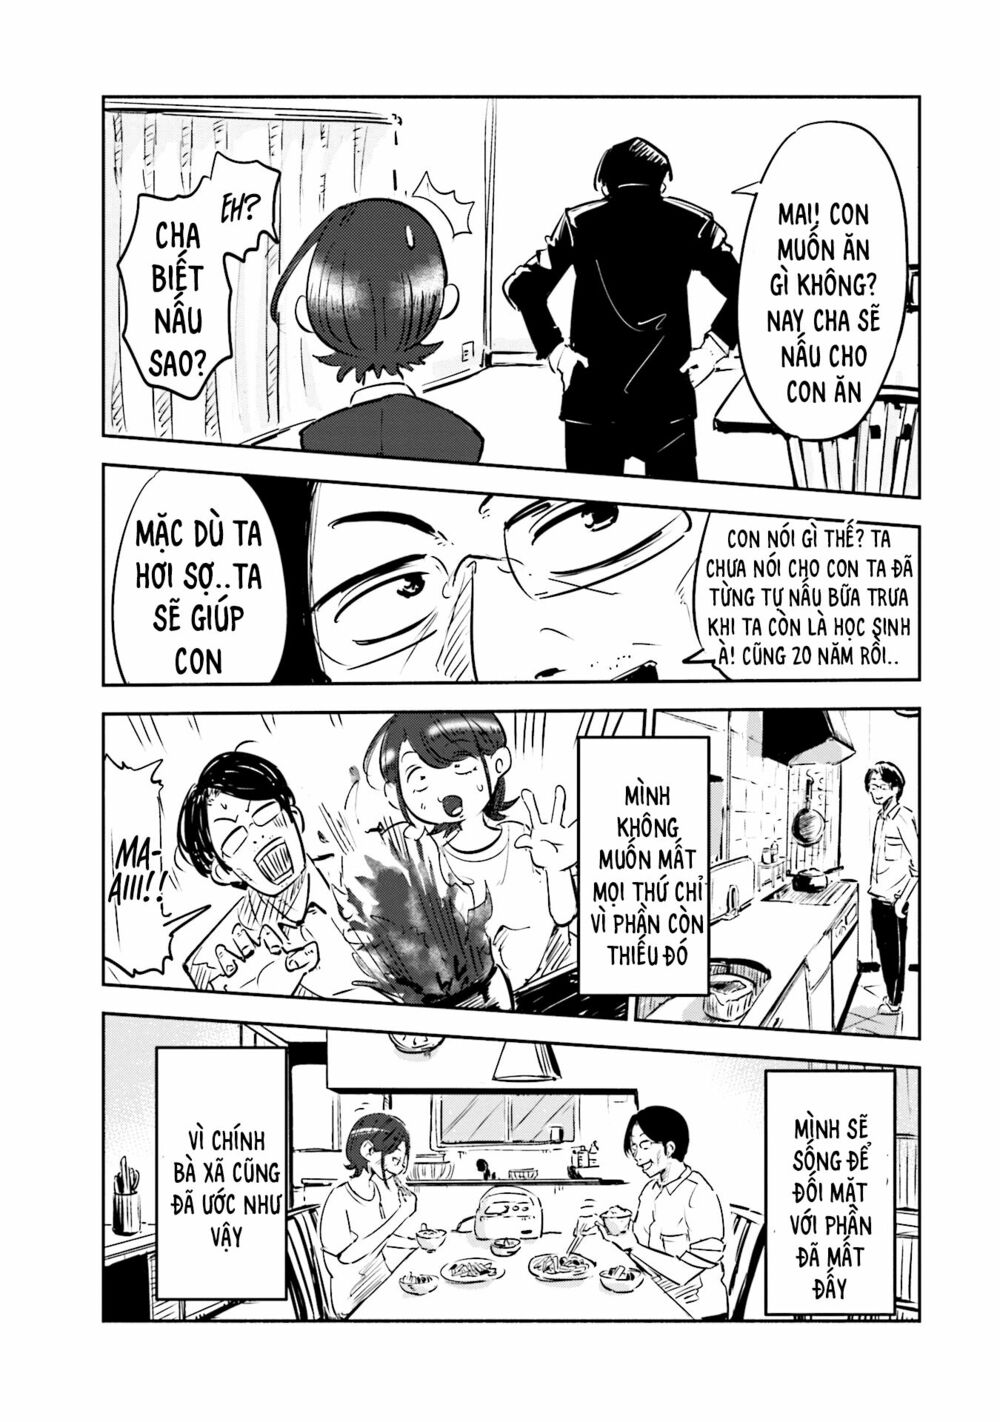 MAI! CON
MUỐN ĂN
GÌ KHÔNG?
NAY CHA SẼ
NẤU CHO
CON ĂN
EH?
CHA
BIẾT
NẤU
SAO?
CON NÓI GÌ THẾ? TA
CHƯA NÓI CHO CON TA ĐÃ
TỪNG TỰ NẤU BỮA TRƯA
KHI TA CÒN LÀ HỌC SINH
À! CŨNG 20 NĂM RỒI..
MẶC DÙ TA
HƠI SỢ..TA
SẼ GIÚP
CON
MÌNH
KHÔNG
MUỐN MẤT
MỌI THỨ CHỈ
VÌ PHẦN CÒN
THIẾU ĐÓ
MA-
AIII!!
MÌNH SẼ
SỐNG ĐỂ
ĐỐI MẶT
VỚI PHẦN
ĐÃ MẤT
ĐẤY
VÌ CHÍNH
BÀ XÃ CŨNG
ĐÃ ƯỚC NHƯ
VẬY